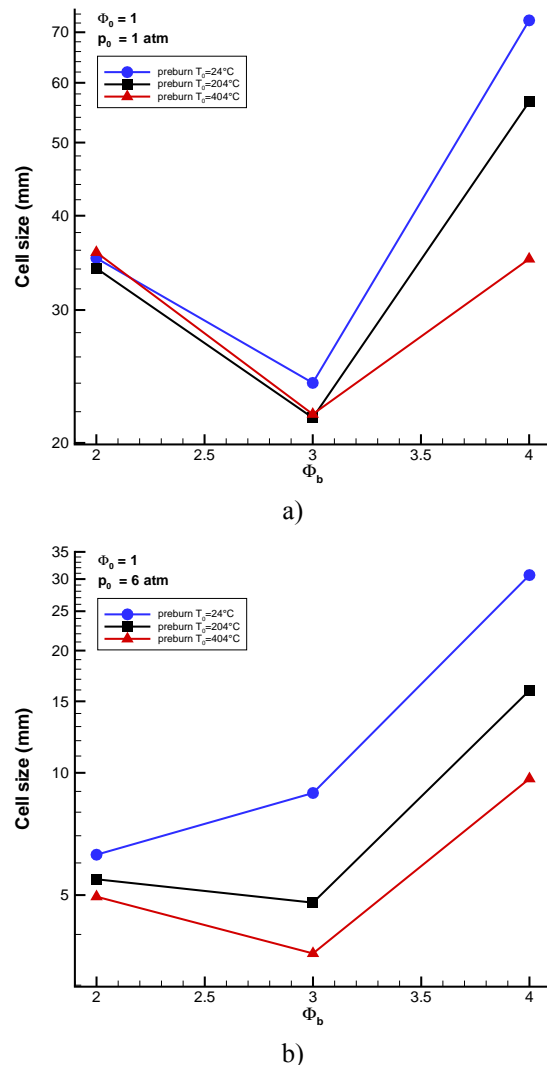 Φ₀ = 1
p₀ = 1 atm
preburn T₀=24°C
preburn T₀=204°C
preburn T₀=404°C
Cell size (mm)
70
60
50
40
30
20
2 2.5 3 3.5 4
Φb
a)
Φ₀ = 1
p₀ = 6 atm
preburn T₀=24°C
preburn T₀=204°C
preburn T₀=404°C
Cell size (mm)
35
30
25
20
15
10
5
2 2.5 3 3.5 4
Φb
b)